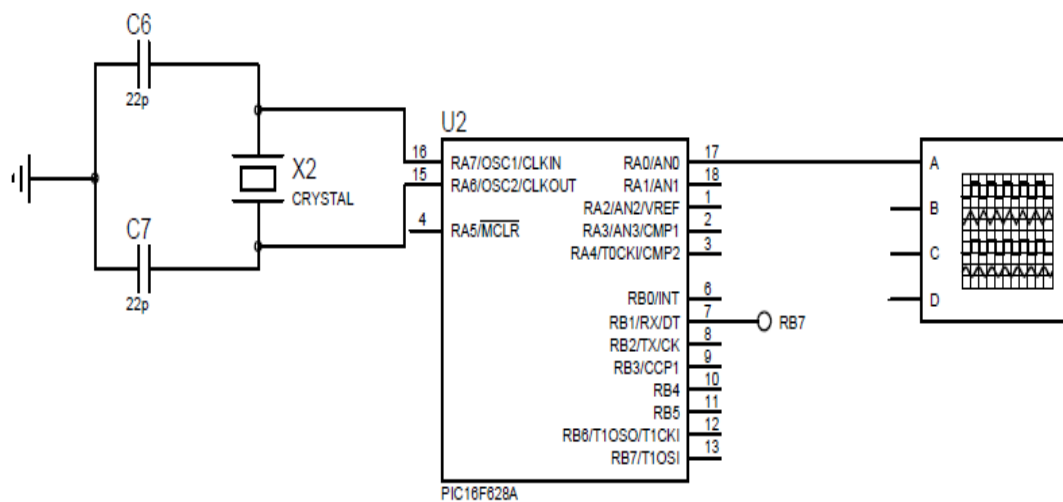 C6
22p
X2
CRYSTAL
C7
22p
U2
16 RA7/OSC1/CLKIN
15 RA6/OSC2/CLKOUT
4 RA5/MCLR
RA0/AN0 17
RA1/AN1 18
RA2/AN2/VREF 1
RA3/AN3/CMP1 2
RA4/T0CKI/CMP2 3
RB0/INT 6
RB1/RX/DT 7
RB2/TX/CK 8
RB3/CCP1 9
RB4 10
RB5 11
RB6/T1OSO/T1CKI 12
RB7/T1OSI 13
PIC16F628A
RB7
A
B
C
D